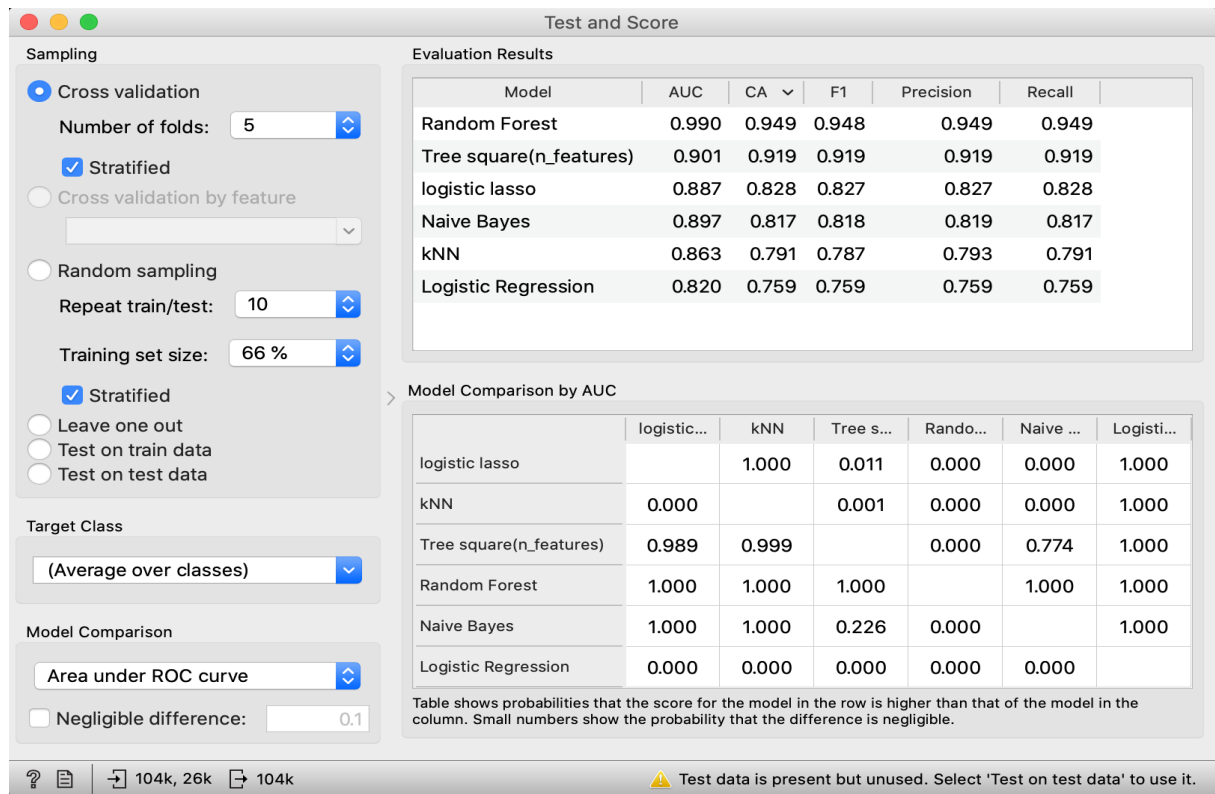 Test and Score
Sampling
Cross validation
Number of folds: 5
Stratified
Cross validation by feature
Random sampling
Repeat train/test: 10
Training set size: 66 %
Stratified
Leave one out
Test on train data
Test on test data
Target Class
(Average over classes)
Model Comparison
Area under ROC curve
Negligible difference: 0.1
Evaluation Results
Model AUC CA F1 Precision Recall
Random Forest 0.990 0.949 0.948 0.949 0.949
Tree square(n_features) 0.901 0.919 0.919 0.919 0.919
logistic lasso 0.887 0.828 0.827 0.827 0.828
Naive Bayes 0.897 0.817 0.818 0.819 0.817
kNN 0.863 0.791 0.787 0.793 0.791
Logistic Regression 0.820 0.759 0.759 0.759 0.759
Model Comparison by AUC
logistic... kNN Tree s... Rando... Naive ... Logisti...
logistic lasso 1.000 0.011 0.000 0.000 1.000
kNN 0.000 0.001 0.000 0.000 1.000
Tree square(n_features) 0.989 0.999 0.000 0.774 1.000
Random Forest 1.000 1.000 1.000 1.000 1.000
Naive Bayes 1.000 1.000 0.226 0.000 1.000
Logistic Regression 0.000 0.000 0.000 0.000 0.000
Table shows probabilities that the score for the model in the row is higher than that of the model in the
column. Small numbers show the probability that the difference is negligible.
? 104k, 26k 104k
Test data is present but unused. Select 'Test on test data' to use it.